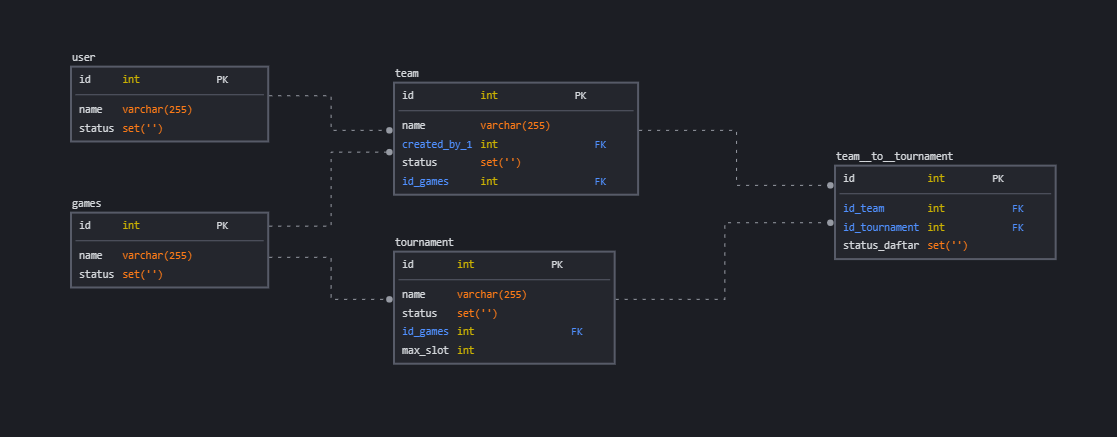 user
id int PK
name varchar(255)
status set('')
games
id int PK
name varchar(255)
status set('')
team
id int PK
name varchar(255)
created_by_1 int FK
status set('')
id_games int FK
tournament
id int PK
name varchar(255)
status set('')
id_games int FK
max_slot int
team__to__tournament
id int PK
id_team int FK
id_tournament int FK
status_daftar set('')